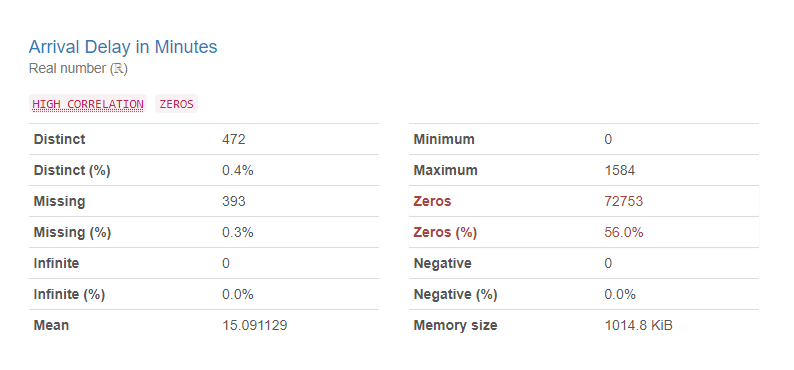 Arrival Delay in Minutes
Real number (ℝ)
HIGH CORRELATION ZEROS
Distinct 472
Distinct (%) 0.4%
Missing 393
Missing (%) 0.3%
Infinite 0
Infinite (%) 0.0%
Mean 15.091129
Minimum 0
Maximum 1584
Zeros 72753
Zeros (%) 56.0%
Negative 0
Negative (%) 0.0%
Memory size 1014.8 KiB